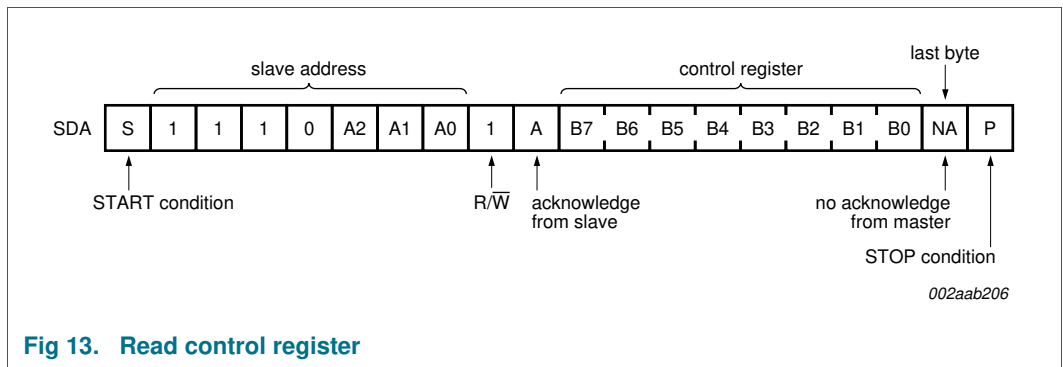 last byte
slave address control register
SDA S 1 1 1 0 A2 A1 A0 1 A B7 B6 B5 B4 B3 B2 B1 B0 NA P
START condition R/W̅ acknowledge from slave no acknowledge from master
STOP condition
002aab206
Fig 13. Read control register